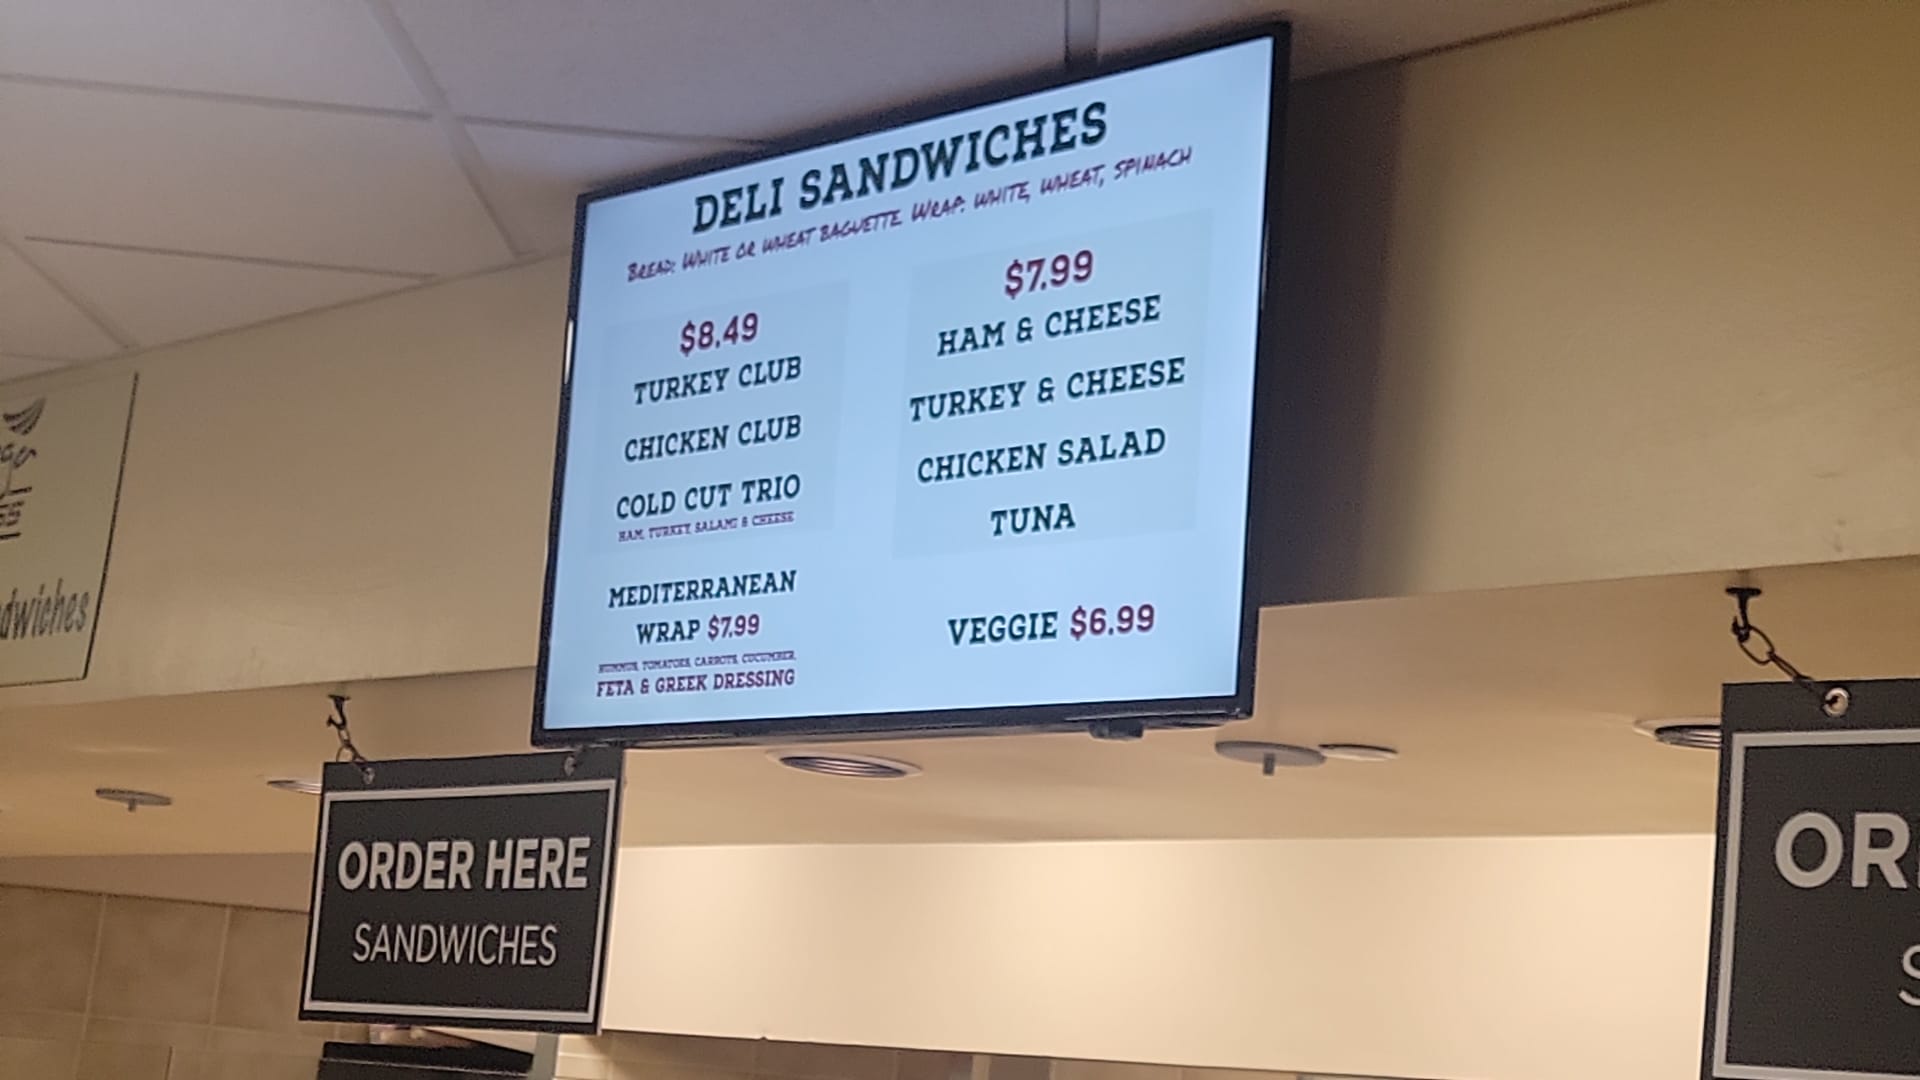 DELI SANDWICHES
BREAD: WHITE OR WHEAT BAGUETTE. WRAP: WHITE, WHEAT, SPINACH
$8.49
TURKEY CLUB
CHICKEN CLUB
COLD CUT TRIO
HAM, TURKEY, SALAMI & CHEESE
MEDITERRANEAN
WRAP $7.99
HUMMUS, TOMATOES, CARROTS, CUCUMBER,
FETA & GREEK DRESSING
$7.99
HAM & CHEESE
TURKEY & CHEESE
CHICKEN SALAD
TUNA
VEGGIE $6.99
dwiches
ORDER HERE
SANDWICHES
OR
S